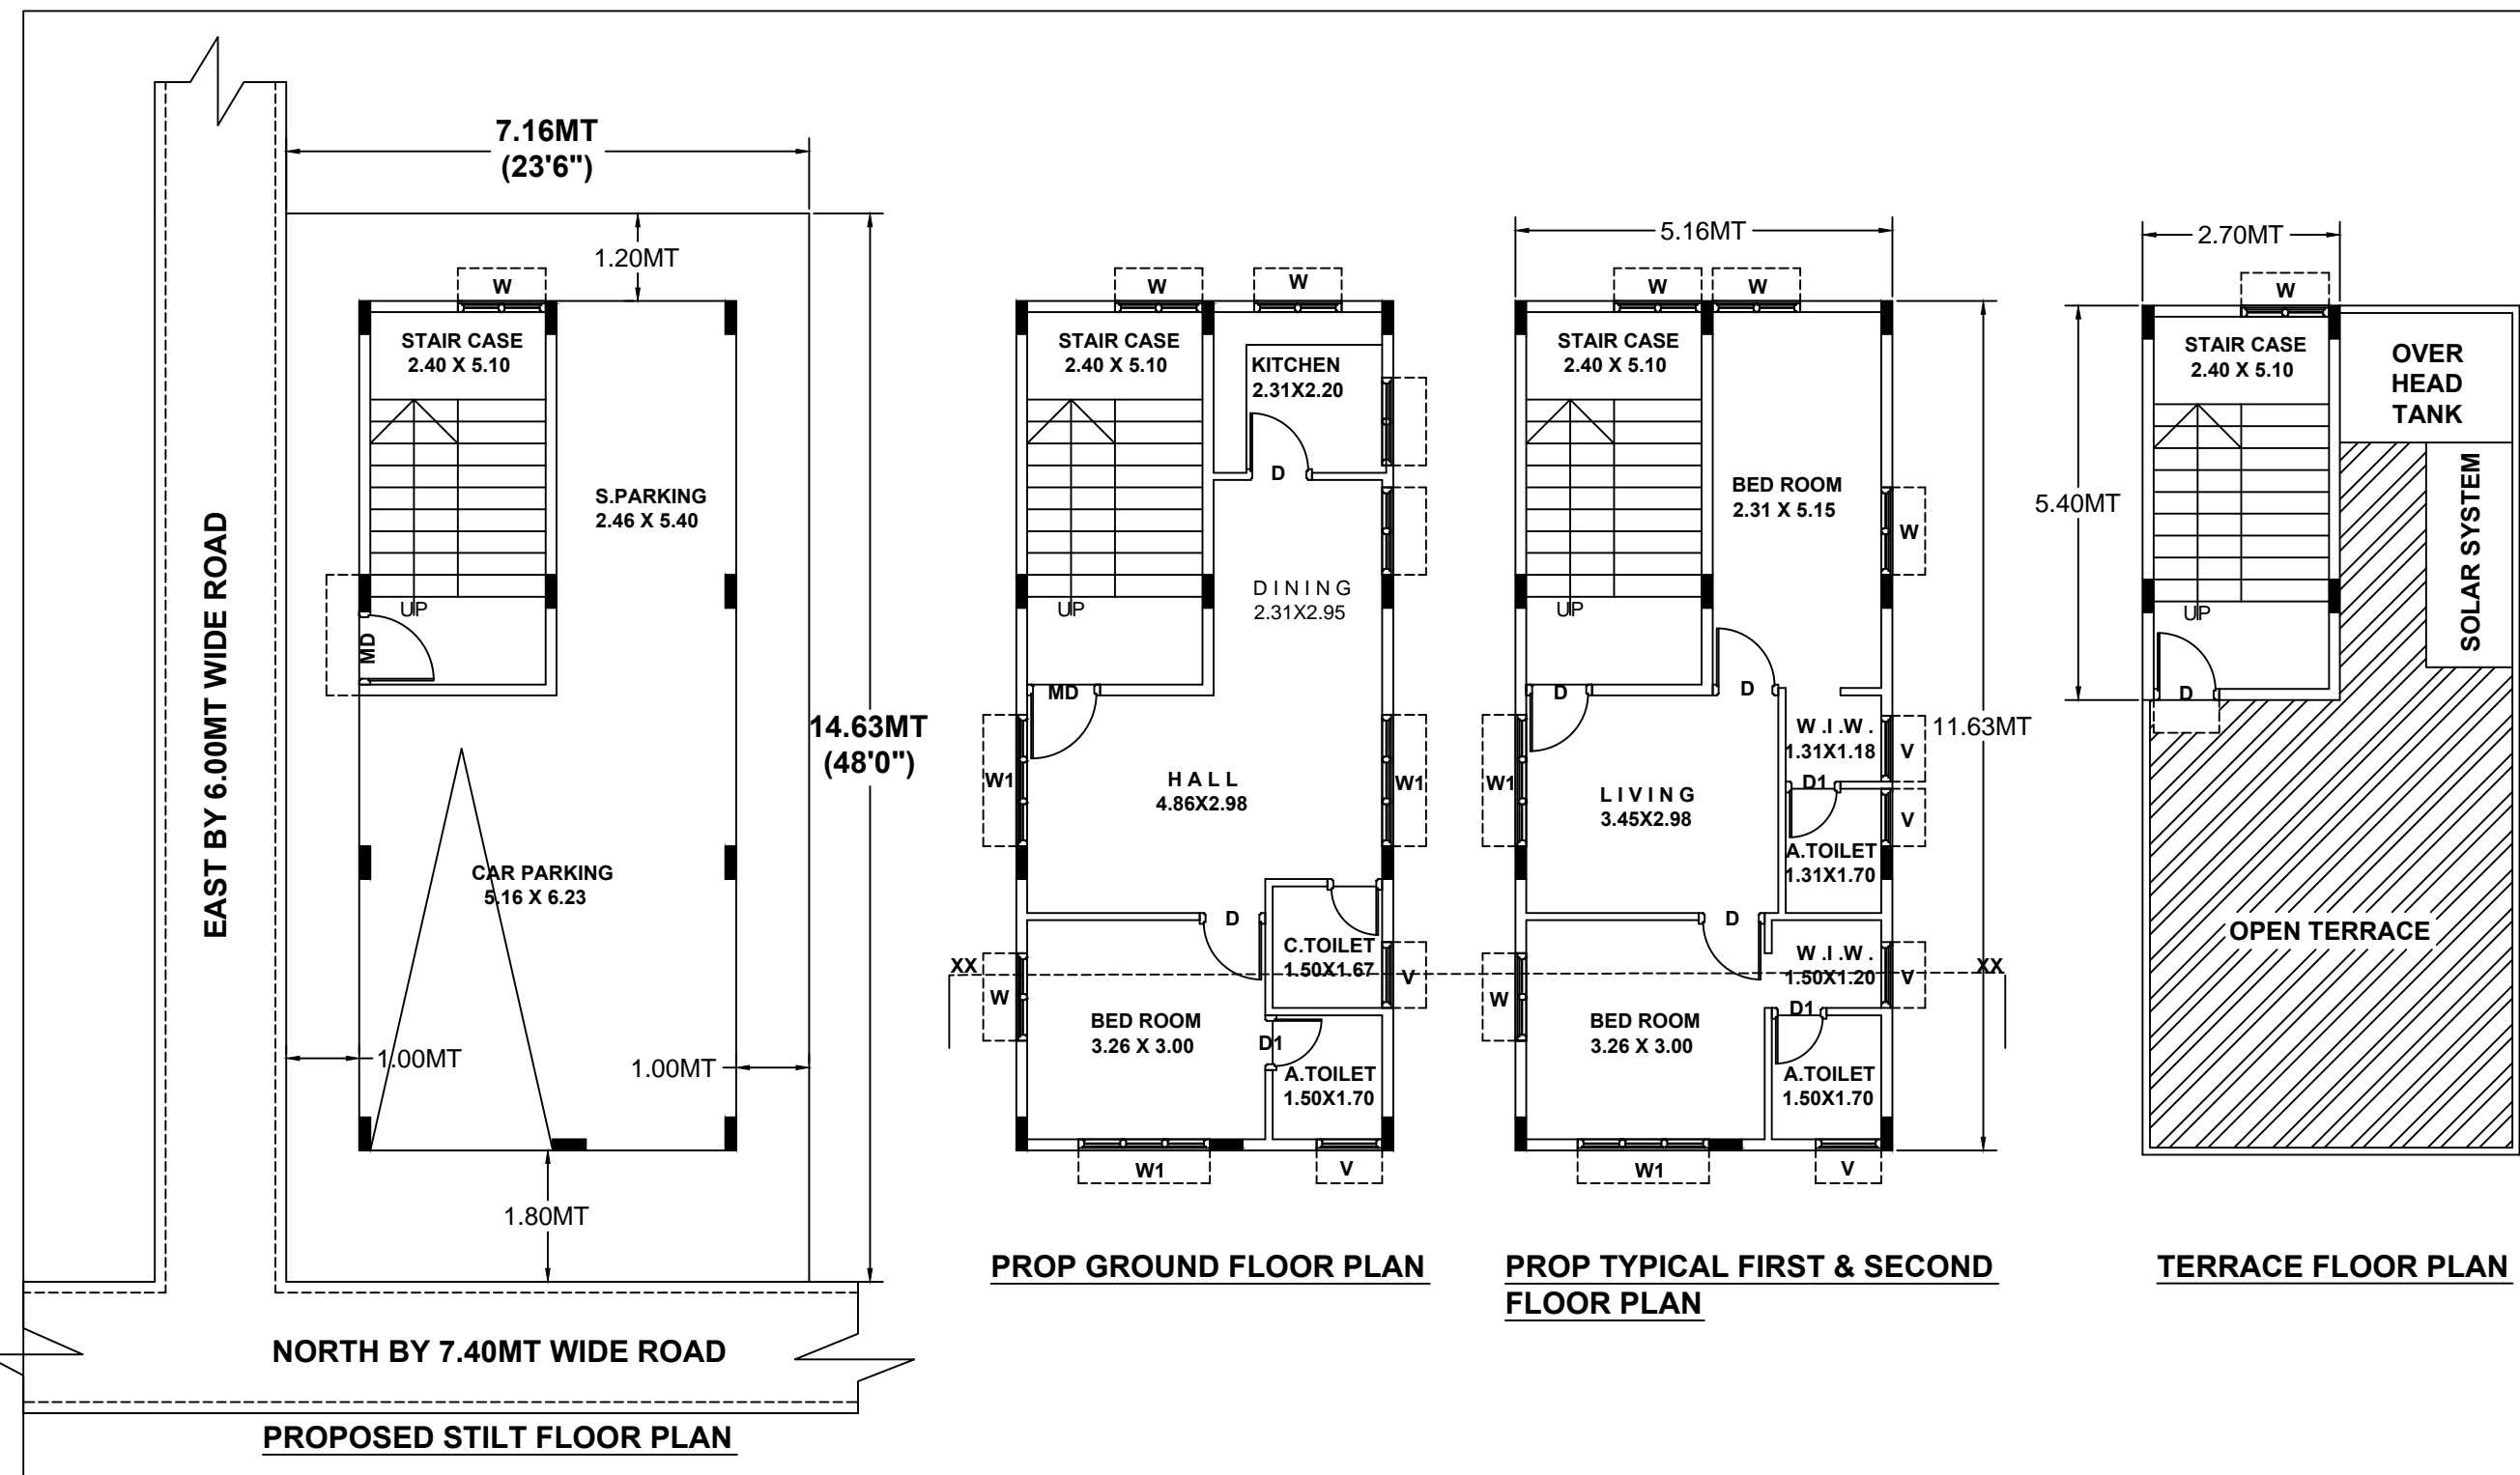 EAST BY 6.00MT WIDE ROAD
7.16MT
(23'6")
1.20MT
W
STAIR CASE
2.40 X 5.10
S.PARKING
2.46 X 5.40
UP
MD
14.63MT
(48'0")
CAR PARKING
5.16 X 6.23
1.00MT
1.00MT
1.80MT
NORTH BY 7.40MT WIDE ROAD
PROPOSED STILT FLOOR PLAN
W
W
STAIR CASE
2.40 X 5.10
KITCHEN
2.31X2.20
D
D I N I N G
2.31X2.95
UP
MD
W1
H A L L
4.86X2.98
W1
D
C.TOILET
1.50X1.67
XX
W
V
BED ROOM
3.26 X 3.00
D1
A.TOILET
1.50X1.70
W1
V
PROP GROUND FLOOR PLAN
5.16MT
W
W
STAIR CASE
2.40 X 5.10
BED ROOM
2.31 X 5.15
W
UP
D
D
W1
W .I .W .
1.31X1.18
V
11.63MT
D1
L I V I N G
3.45X2.98
V
A.TOILET
1.31X1.70
D
W .I .W .
1.50X1.20
V
XX
W
D1
BED ROOM
3.26 X 3.00
A.TOILET
1.50X1.70
W1
V
PROP TYPICAL FIRST & SECOND
FLOOR PLAN
2.70MT
W
STAIR CASE
2.40 X 5.10
OVER
HEAD
TANK
5.40MT
SOLAR SYSTEM
UP
D
OPEN TERRACE
TERRACE FLOOR PLAN